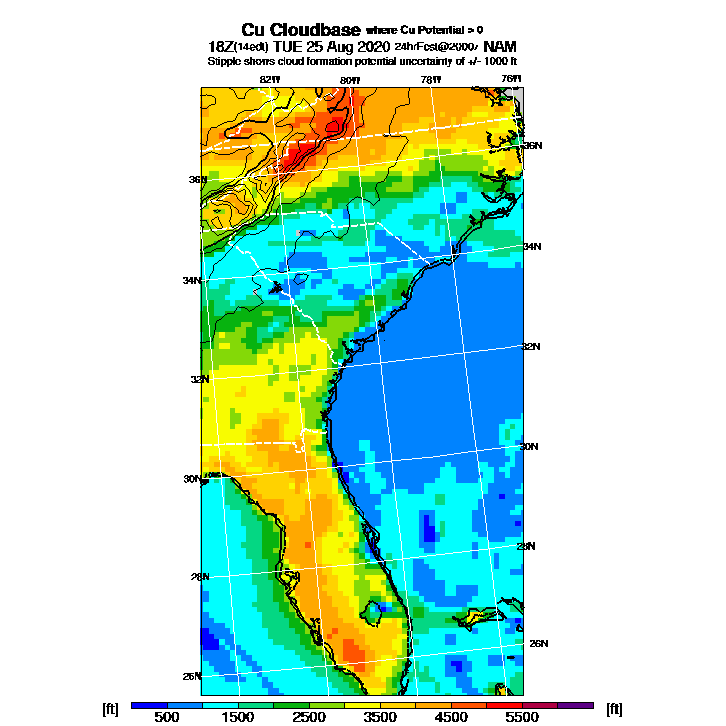 Cu Cloudbase where Cu Potential > 0
18Z(14edt) TUE 25 Aug 2020 24hrFcst@2000z NAM
Stipple shows cloud formation potential uncertainty of +/- 1000 ft
82W 80W 78W 76W
36N
36N
34N
34N
32N
32N
30N
30N
28N
28N
26N
26N
[ft] [ft]
500 1500 2500 3500 4500 5500